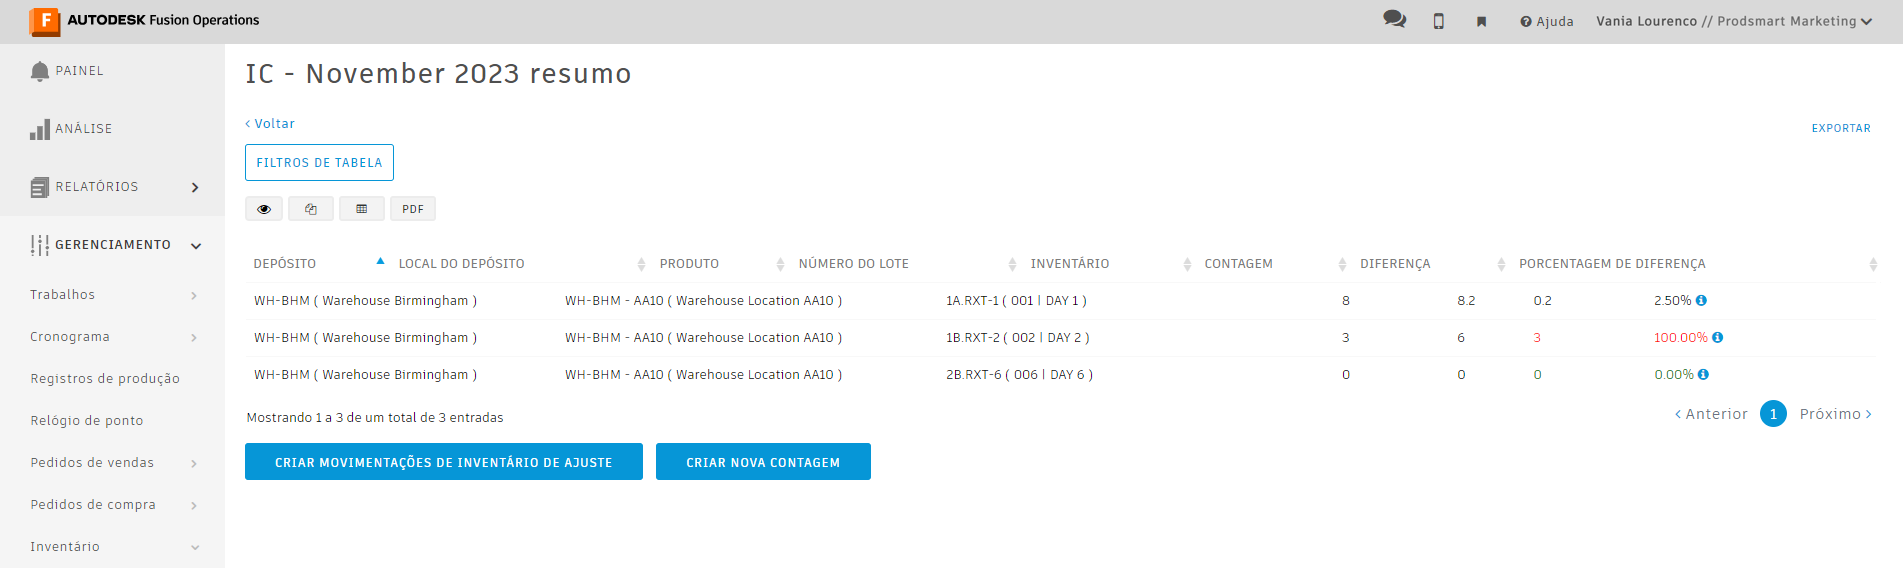 AUTODESK Fusion Operations
Ajuda
Vania Lourenco // Prodsmart Marketing
PAINEL
ANÁLISE
RELATÓRIOS
GERENCIAMENTO
Trabalhos
Cronograma
Registros de produção
Relógio de ponto
Pedidos de vendas
Pedidos de compra
Inventário
IC - November 2023 resumo
‹ Voltar
EXPORTAR
FILTROS DE TABELA
PDF
DEPÓSITO LOCAL DO DEPÓSITO PRODUTO NÚMERO DO LOTE INVENTÁRIO CONTAGEM DIFERENÇA PORCENTAGEM DE DIFERENÇA
WH-BHM ( Warehouse Birmingham ) WH-BHM - AA10 ( Warehouse Location AA10 ) 1A.RXT-1 ( 001 | DAY 1 ) 8 8.2 0.2 2.50%
WH-BHM ( Warehouse Birmingham ) WH-BHM - AA10 ( Warehouse Location AA10 ) 1B.RXT-2 ( 002 | DAY 2 ) 3 6 3 100.00%
WH-BHM ( Warehouse Birmingham ) WH-BHM - AA10 ( Warehouse Location AA10 ) 2B.RXT-6 ( 006 | DAY 6 ) 0 0 0 0.00%
Mostrando 1 a 3 de um total de 3 entradas
‹ Anterior 1 Próximo ›
CRIAR MOVIMENTAÇÕES DE INVENTÁRIO DE AJUSTE
CRIAR NOVA CONTAGEM